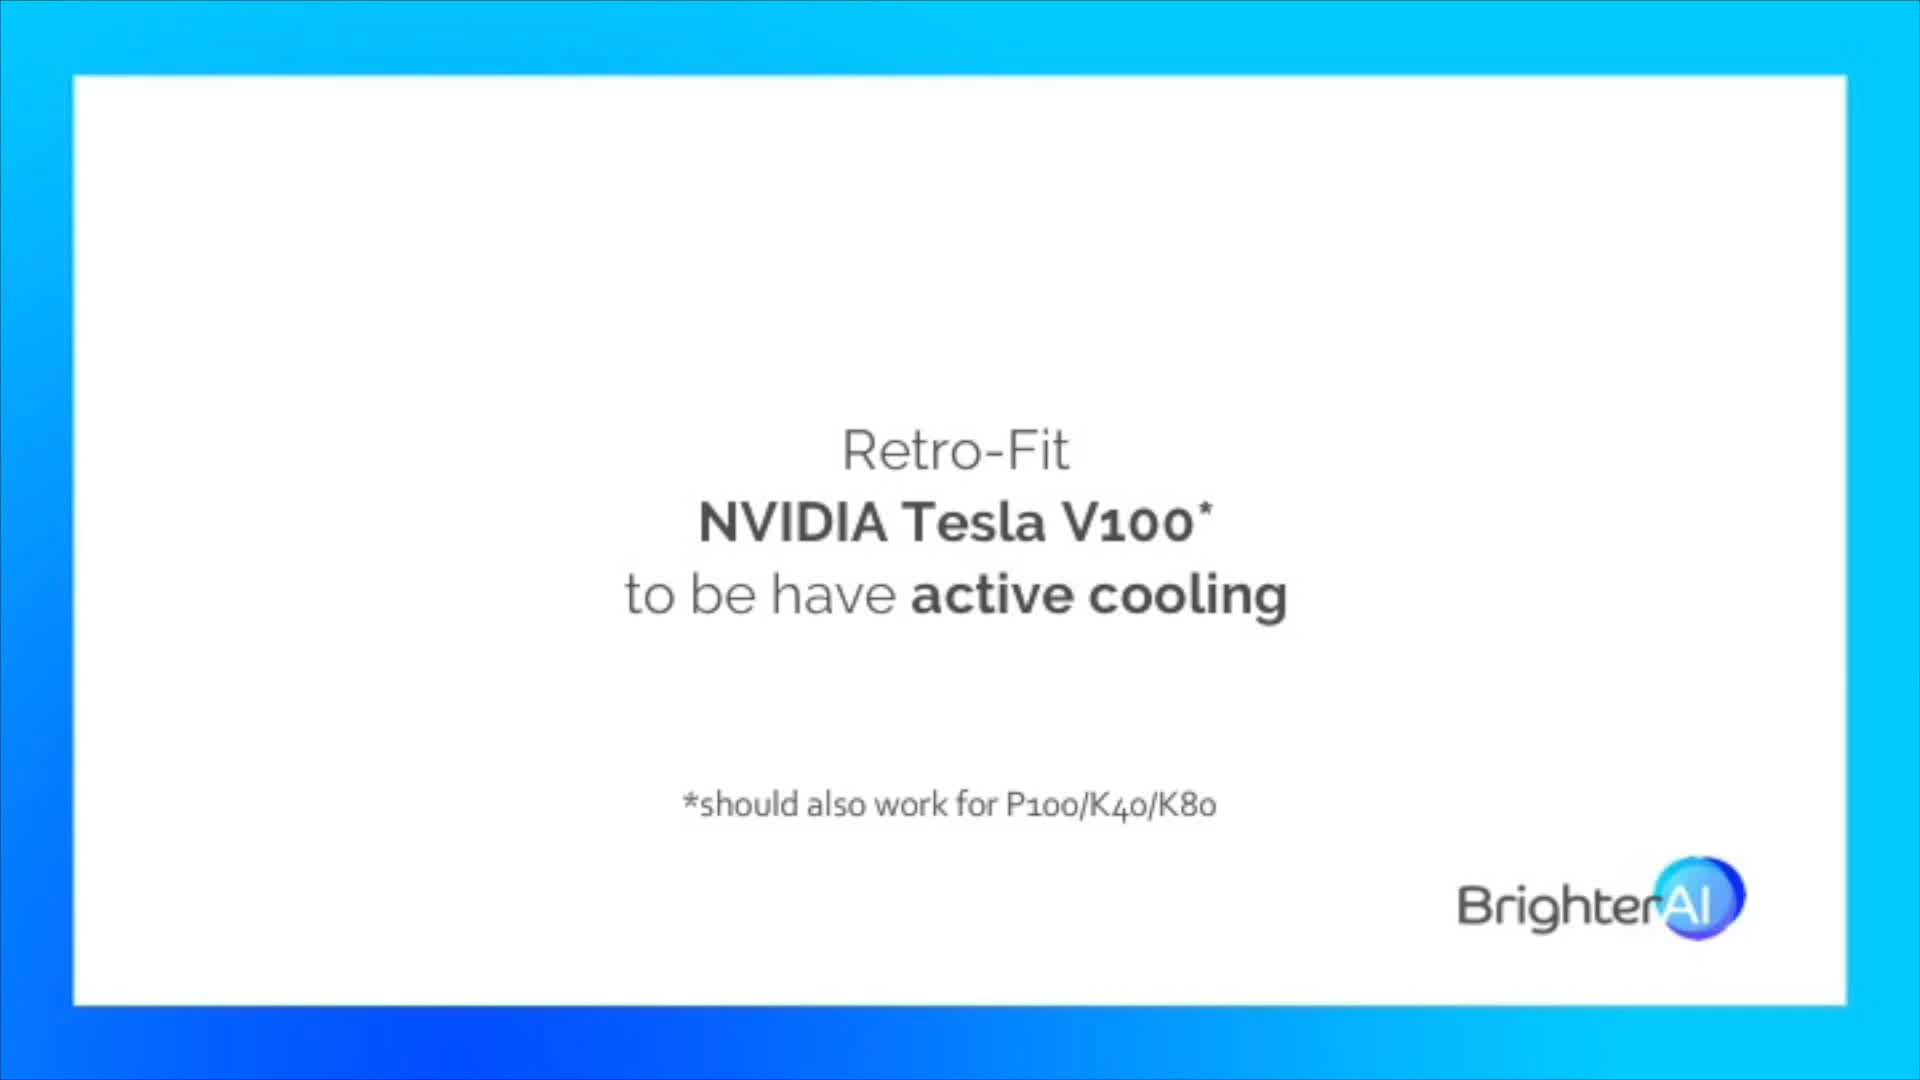 Retro-Fit
NVIDIA Tesla V100*
to be have active cooling
*should also work for P100/K40/K80
BrighterAI